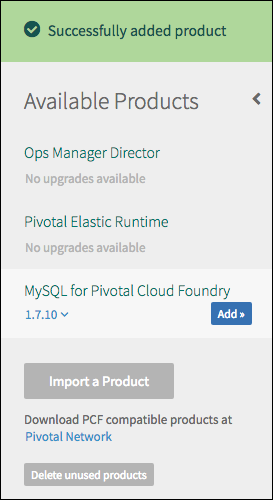 Successfully added product
Available Products
Ops Manager Director
No upgrades available
Pivotal Elastic Runtime
No upgrades available
MySQL for Pivotal Cloud Foundry
1.7.10
Add »
Import a Product
Download PCF compatible products at
Pivotal Network
Delete unused products